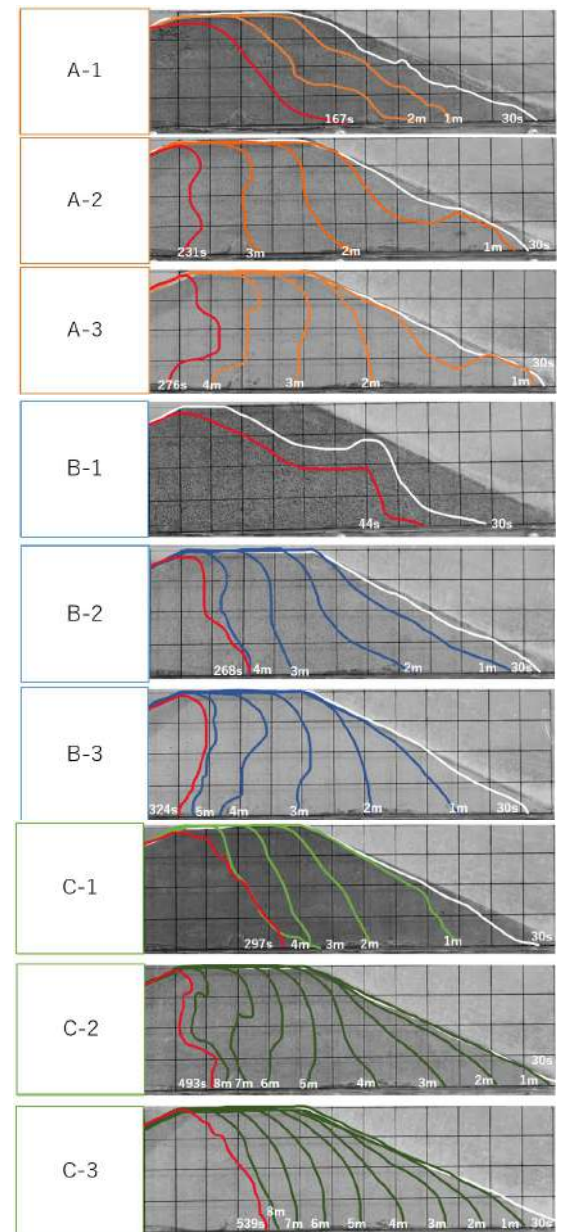 A-1
167s 2m 1m 30s
A-2
231s 3m 2m 1m 30s
A-3
30s
276s 4m 3m 2m 1m
B-1
44s 30s
B-2
268s 4m 3m 2m 1m 30s
B-3
324s 5m 4m 3m 2m 1m 30s
C-1
30s
297s 4m 3m 2m 1m
C-2
30s
493s 8m 7m 6m 5m 4m 3m 2m 1m
C-3
8m
539s 7m 6m 5m 4m 3m 2m 1m 30s